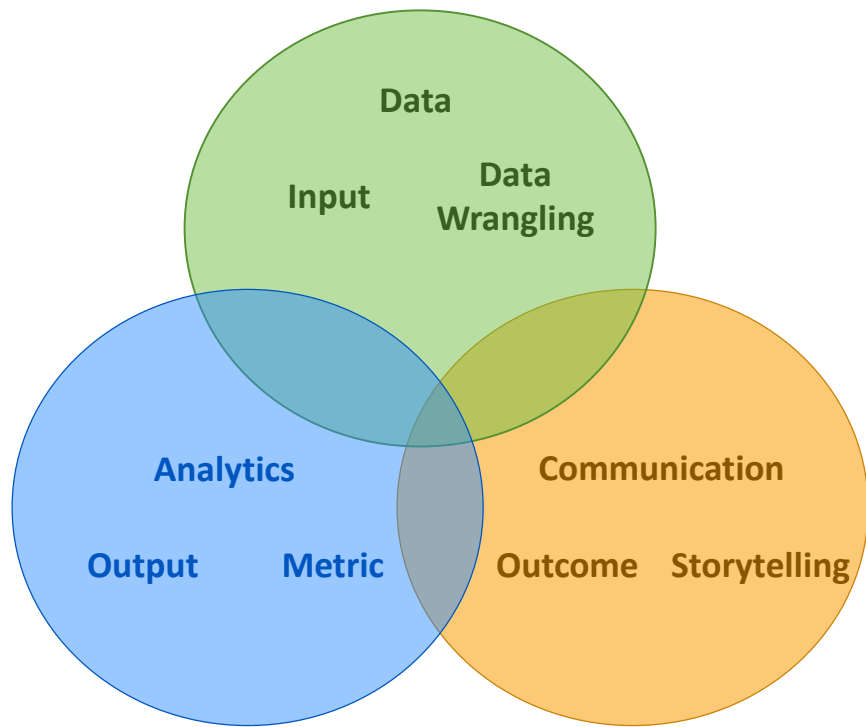 Data
Input
Data
Wrangling
Analytics
Output
Metric
Communication
Outcome
Storytelling